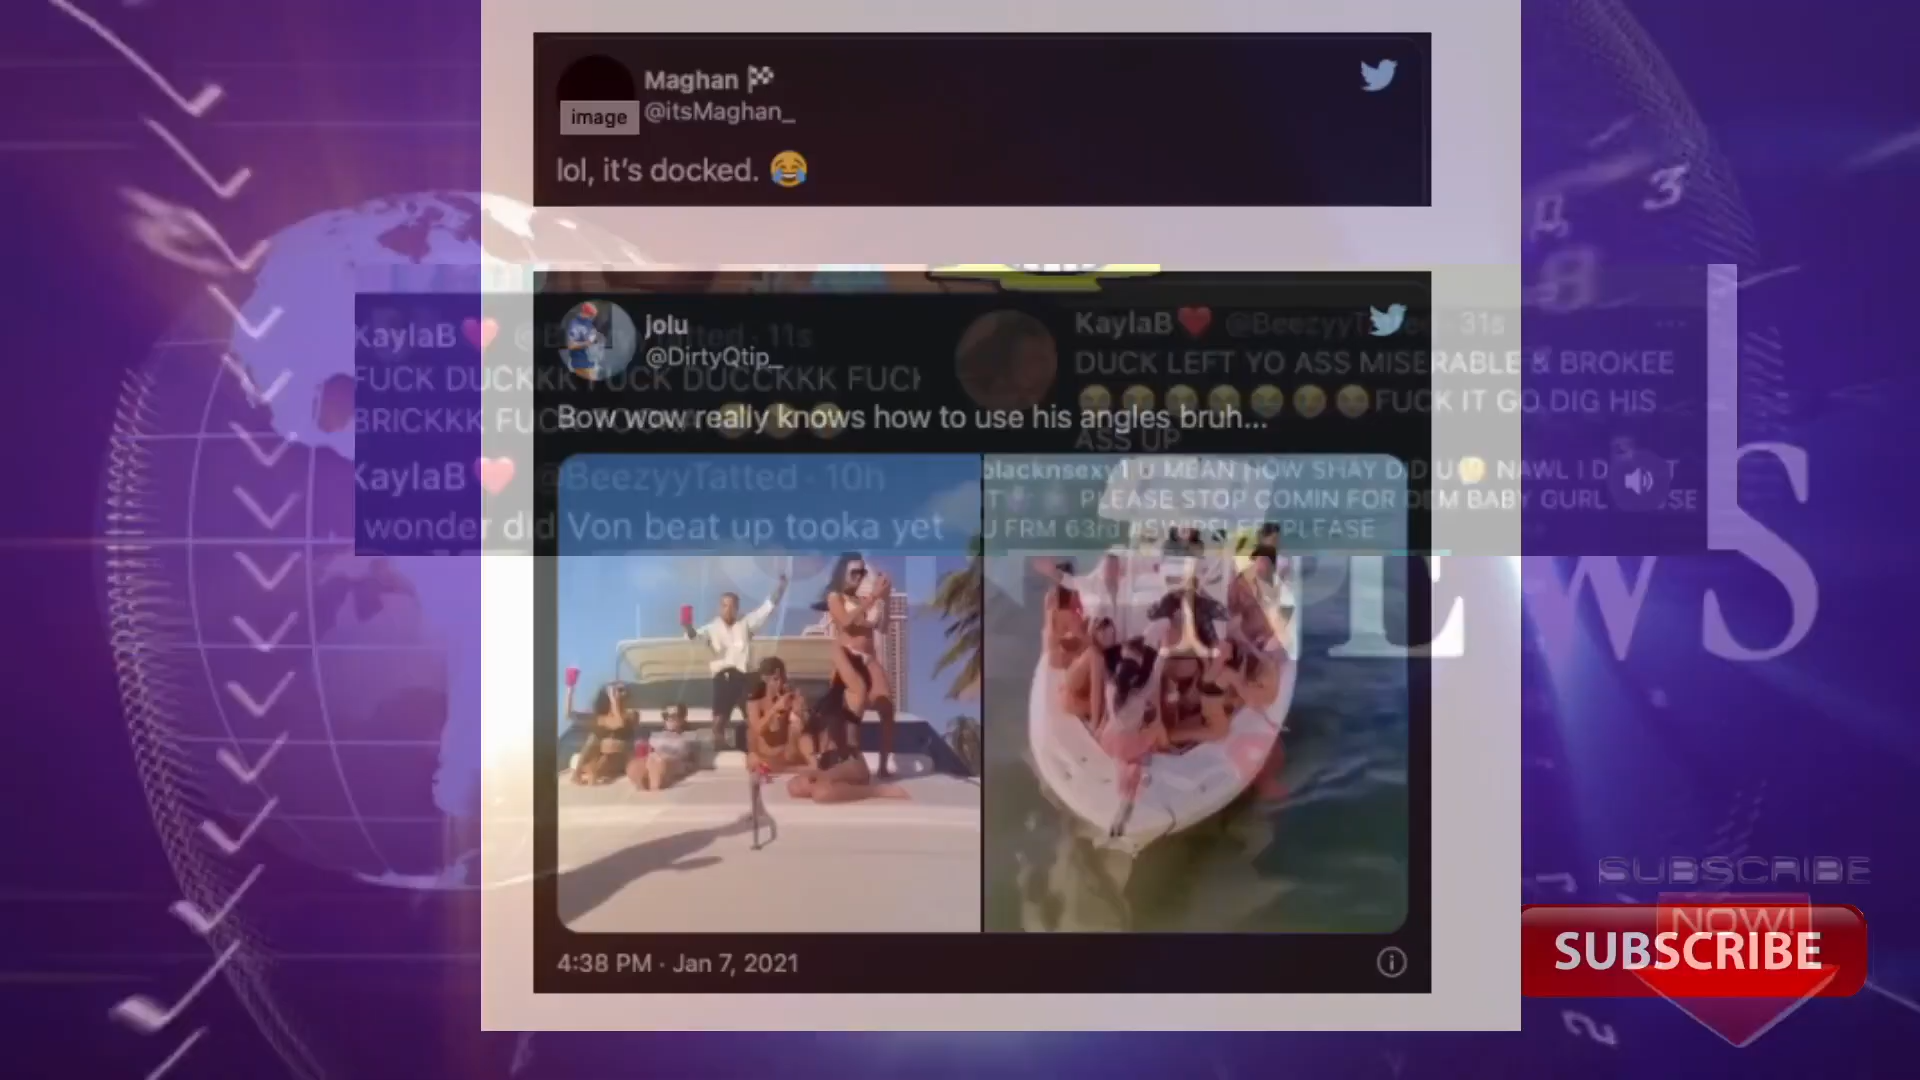 Maghan
@itsMaghan_
image
lol, it's docked. 😂
jolu
@DirtyQtip_
Bow wow really knows how to use his angles bruh...
KaylaB❤️
11s
FUCK DUCKKK FUCK DUCCKKK FUCK
BRICKKK
KaylaB❤️ @BeezyyTatted · 10h
wonder did Von beat up tooka yet
KaylaB❤️ @BeezyyTatted · 31s
DUCK LEFT YO ASS MISERABLE & BROKEE
FUCK IT GO DIG HIS
ASS UP
blacknsexy1 U MEAN HOW SHAY DID U NAWL I
PLEASE STOP COMIN FOR DEM BABY GURL
U FRM 63rd PLEASE
NEWS
4:38 PM · Jan 7, 2021
SUBSCRIBE
NOW!
SUBSCRIBE